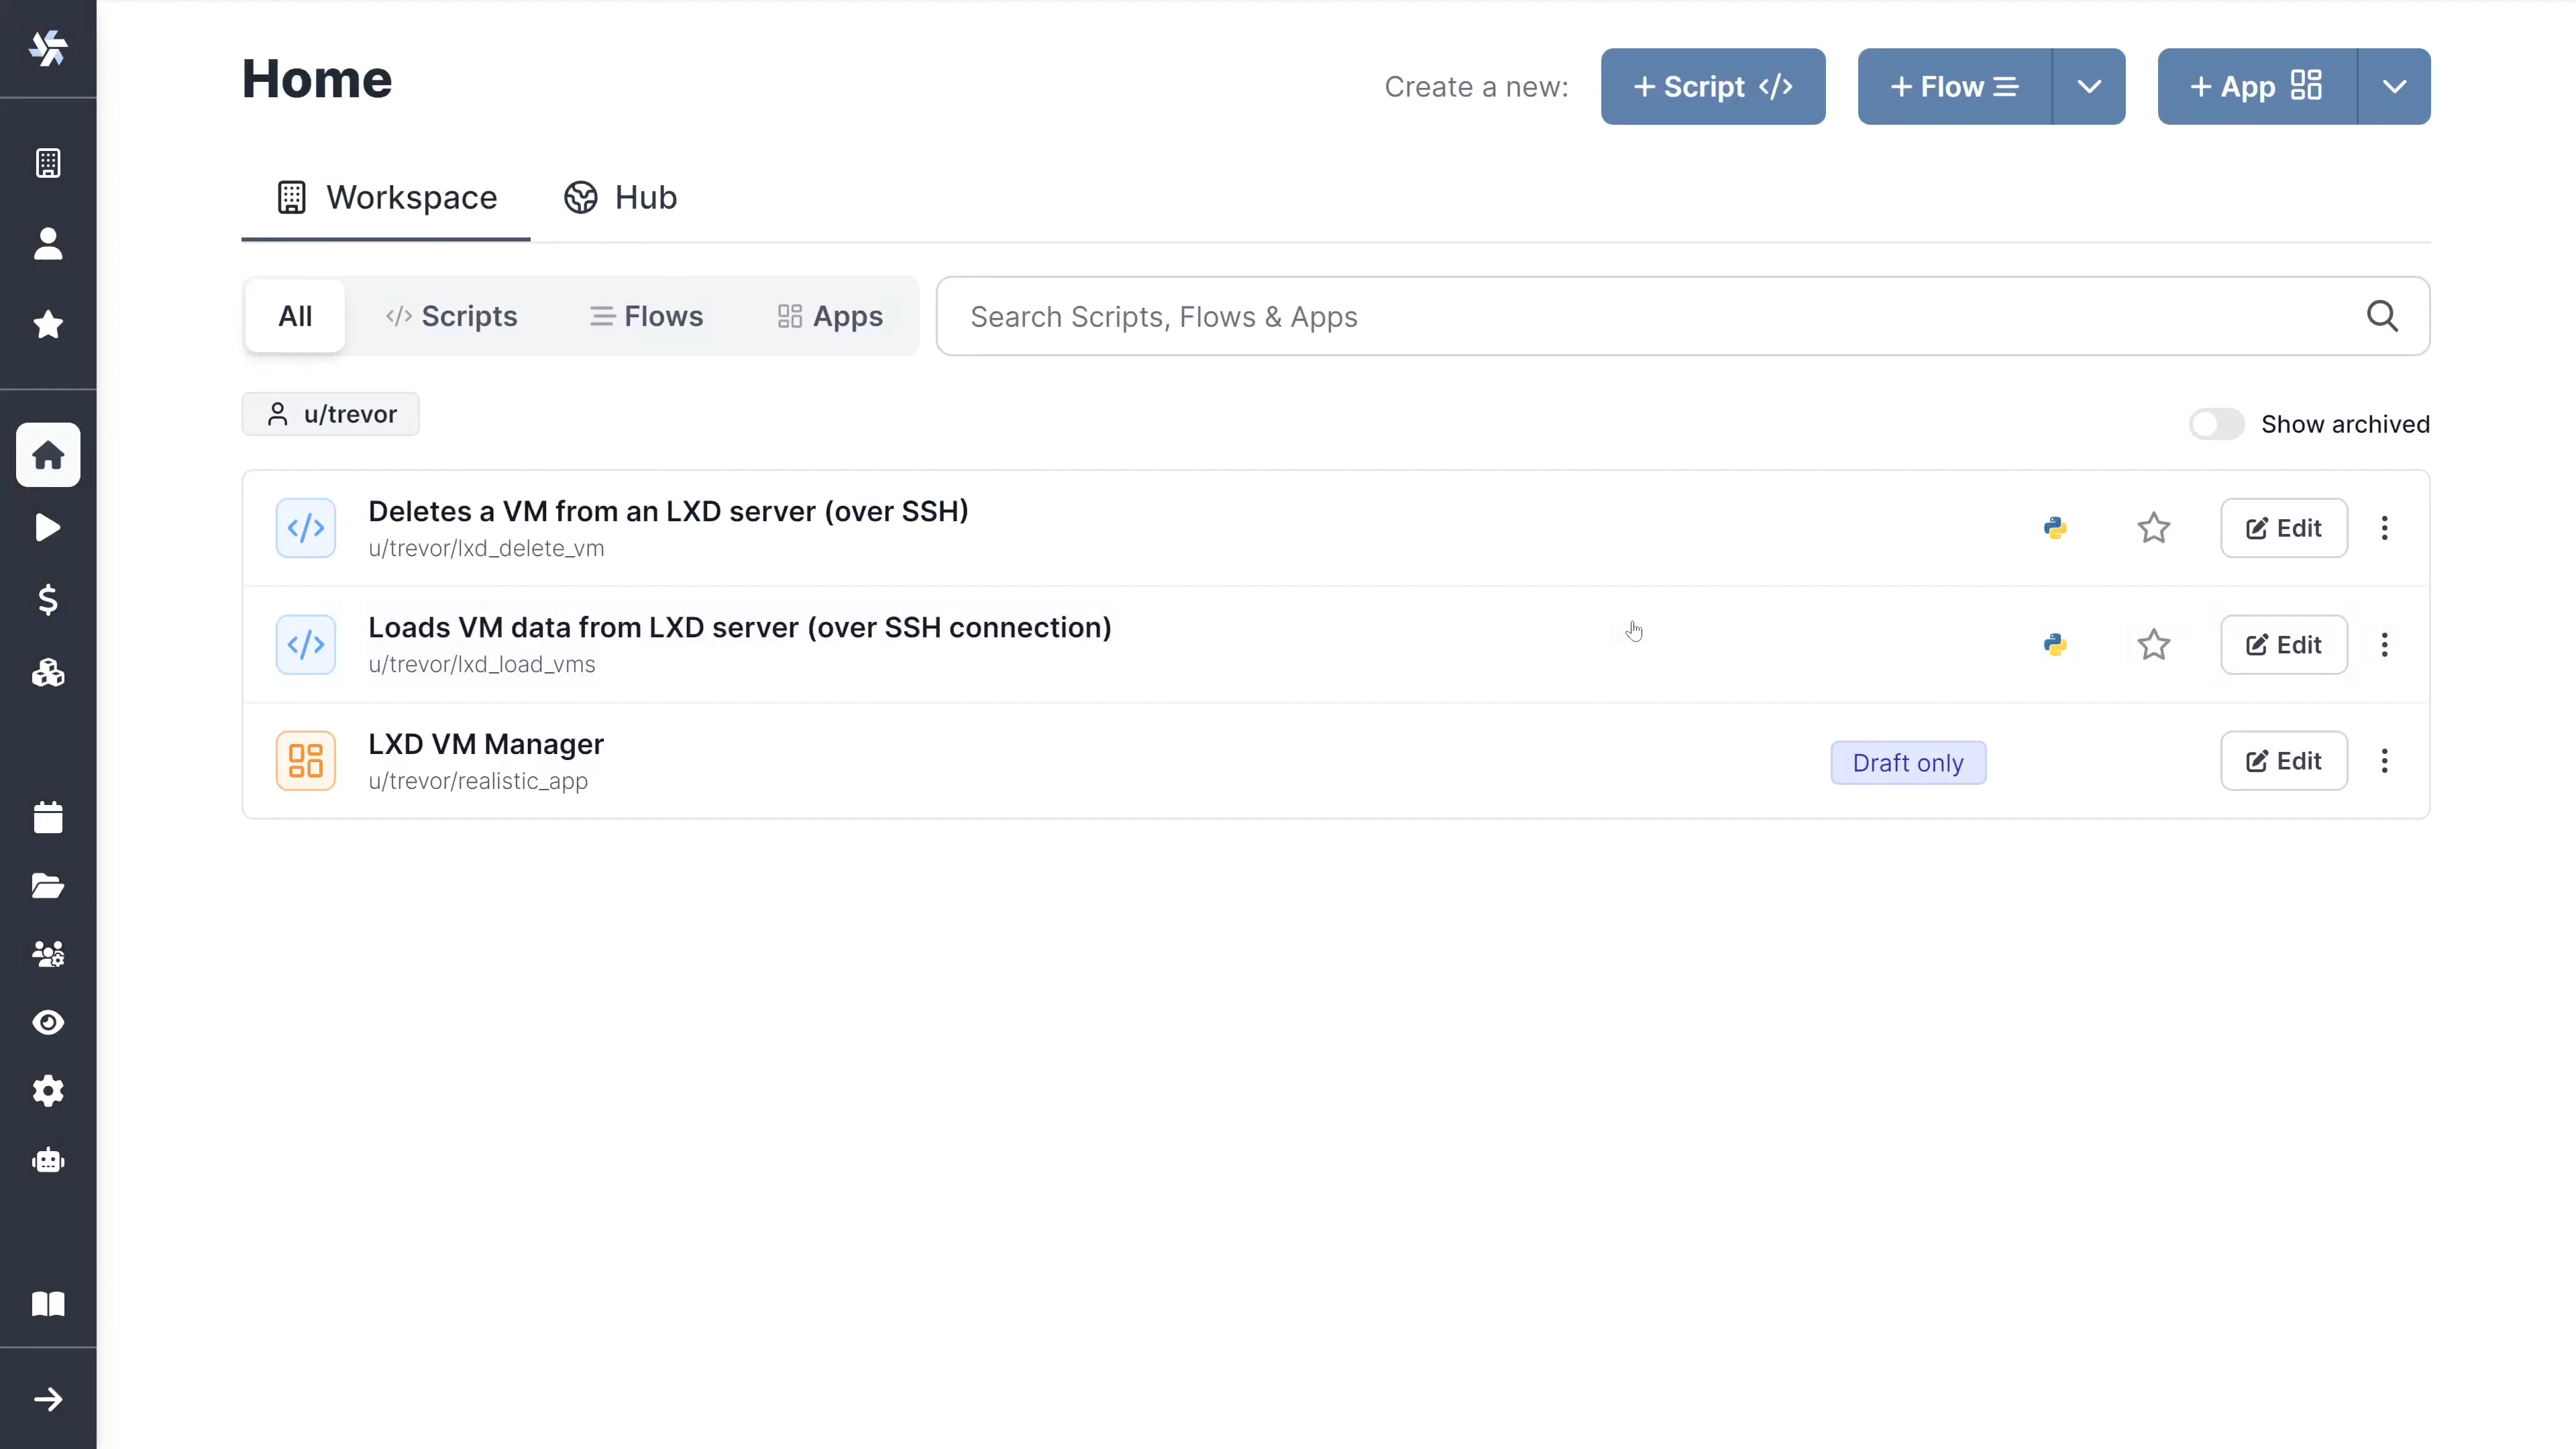 Home
Create a new:
+ Script </>
+ Flow
+ App
Workspace
Hub
All
</> Scripts
Flows
Apps
Search Scripts, Flows & Apps
u/trevor
Show archived
Deletes a VM from an LXD server (over SSH)
u/trevor/lxd_delete_vm
Edit
Loads VM data from LXD server (over SSH connection)
u/trevor/lxd_load_vms
Edit
LXD VM Manager
u/trevor/realistic_app
Draft only
Edit